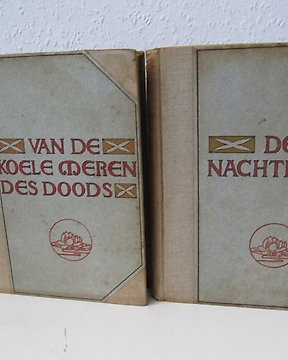 VAN DE
KOELE MEREN
DES DOODS
DE
NACHT